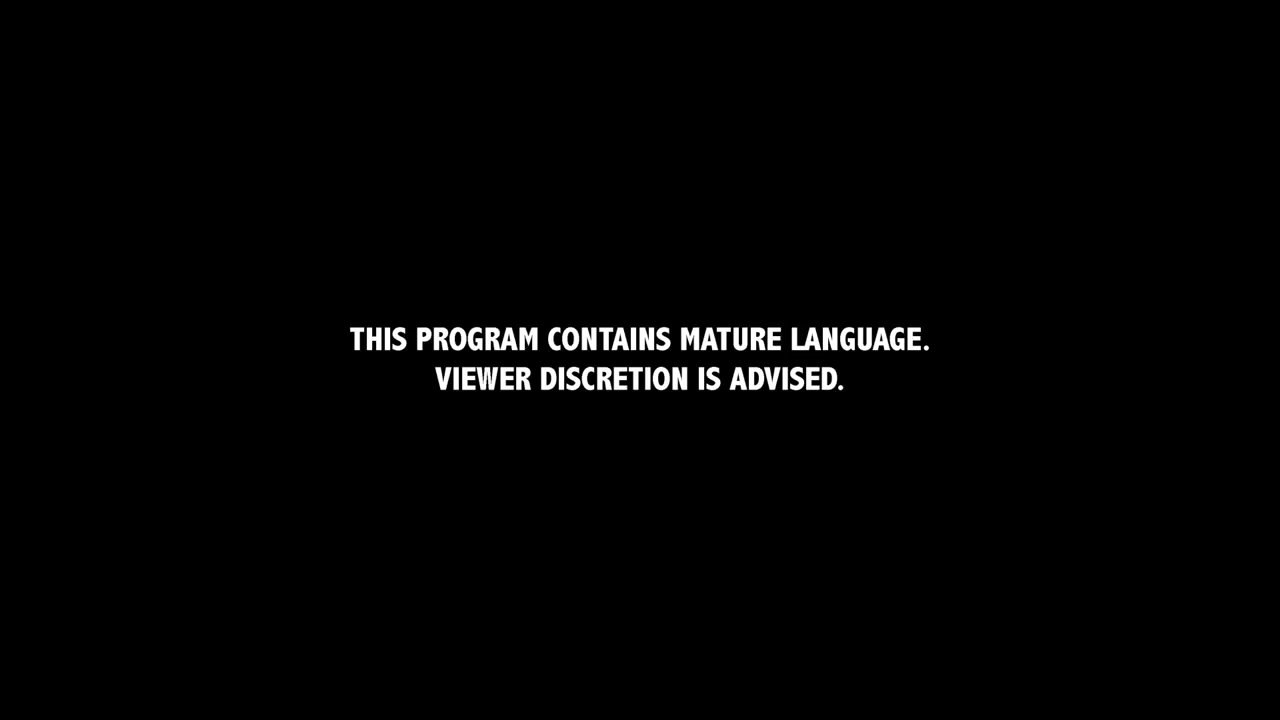 THIS PROGRAM CONTAINS MATURE LANGUAGE.
VIEWER DISCRETION IS ADVISED.